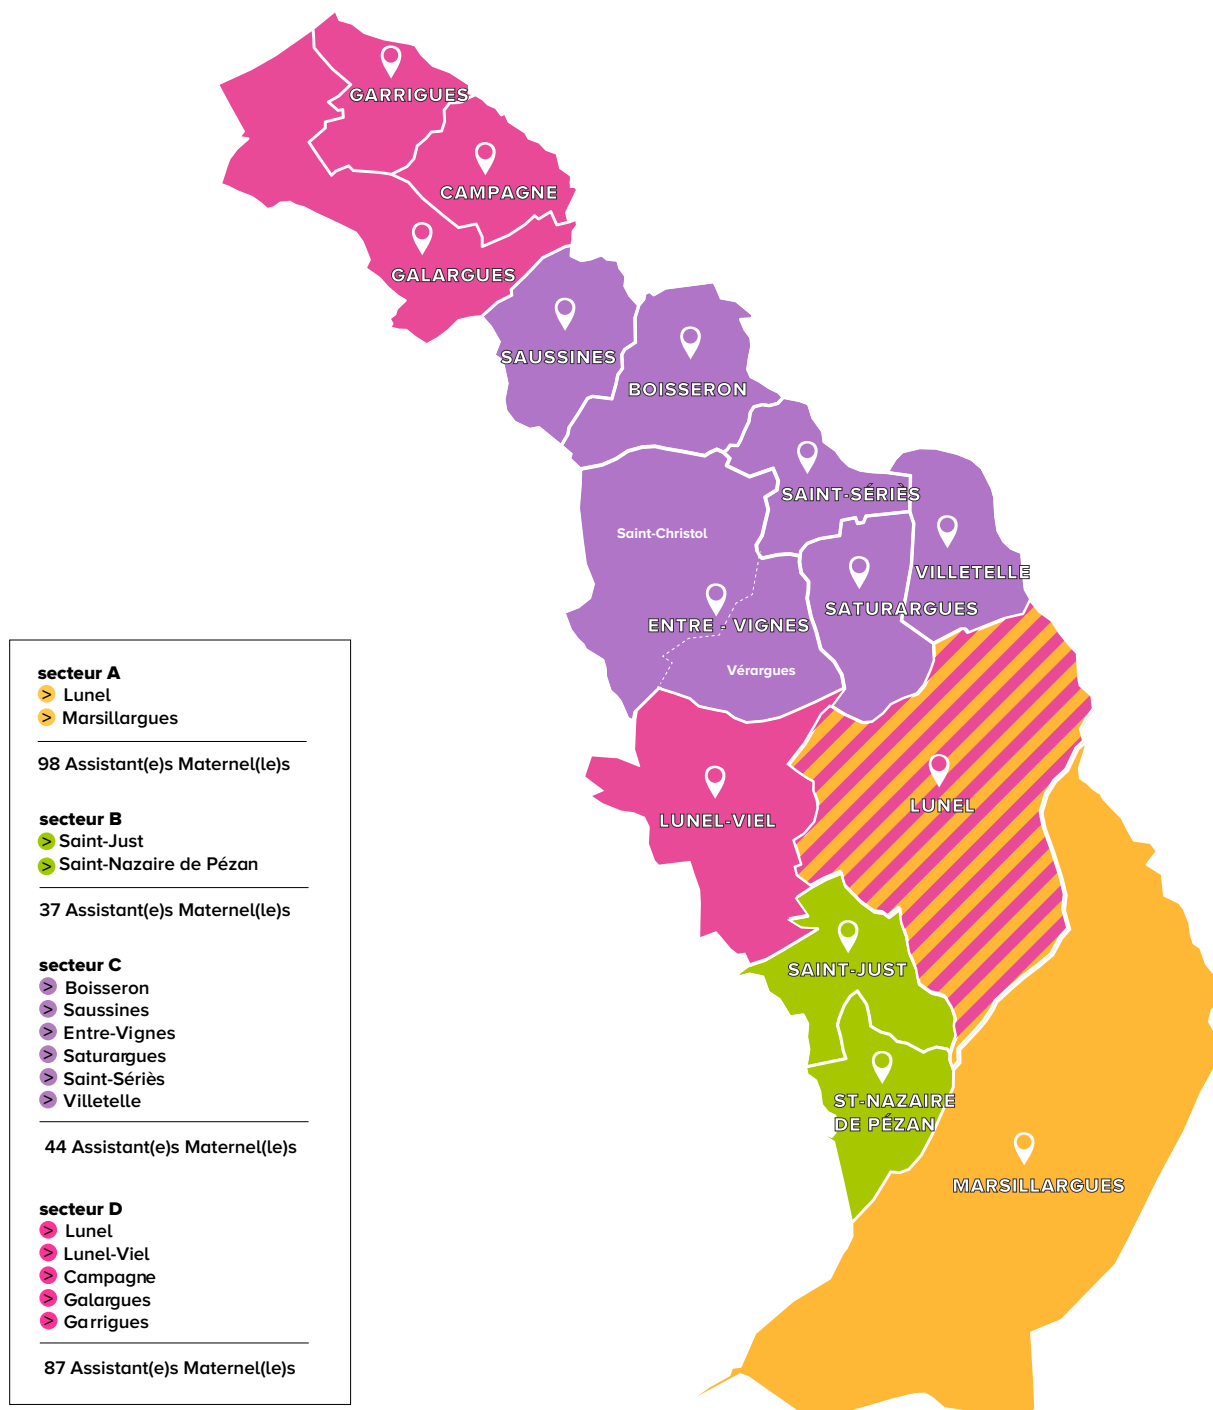 GARRIGUES
CAMPAGNE
GALARGUES
SAUSSINES
BOISSERON
SAINT-SÉRIÈS
Saint-Christol
VILLETELLE
SATURARGUES
ENTRE - VIGNES
Vérargues
LUNEL
LUNEL-VIEL
SAINT-JUST
ST-NAZAIRE
DE PÉZAN
MARSILLARGUES
secteur A
> Lunel
> Marsillargues
98 Assistant(e)s Maternel(le)s
secteur B
> Saint-Just
> Saint-Nazaire de Pézan
37 Assistant(e)s Maternel(le)s
secteur C
> Boisseron
> Saussines
> Entre-Vignes
> Saturargues
> Saint-Sériès
> Villetelle
44 Assistant(e)s Maternel(le)s
secteur D
> Lunel
> Lunel-Viel
> Campagne
> Galargues
> Garrigues
87 Assistant(e)s Maternel(le)s